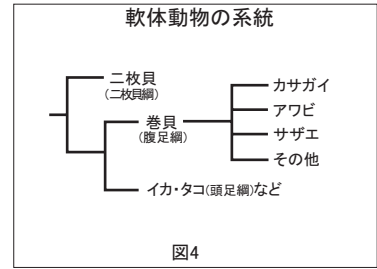 軟体動物の系統
二枚貝
(二枚貝綱)
巻貝
(腹足綱)
カサガイ
アワビ
サザエ
その他
イカ・タコ(頭足綱)など
図4